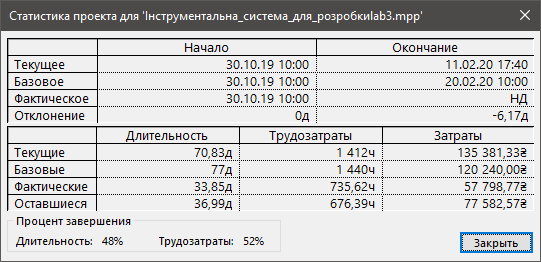 Статистика проекта для 'Інструментальна_система_для_розробкиlab3.mpp'
Начало Окончание
Текущее 30.10.19 10:00 11.02.20 17:40
Базовое 30.10.19 10:00 20.02.20 10:00
Фактическое 30.10.19 10:00 НД
Отклонение 0д -6,17д
Длительность Трудозатраты Затраты
Текущие 70,83д 1 412ч 135 381,33₴
Базовые 77д 1 440ч 120 240,00₴
Фактические 33,85д 735,62ч 57 798,77₴
Оставшиеся 36,99д 676,39ч 77 582,57₴
Процент завершения
Длительность: 48% Трудозатраты: 52%
Закрыть